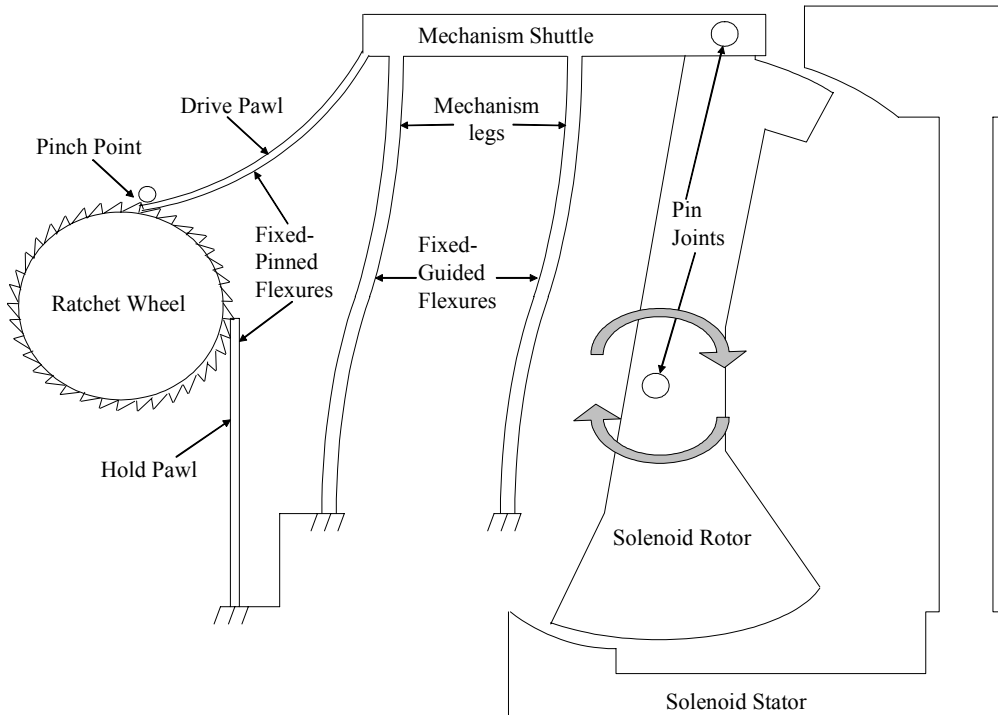 Mechanism Shuttle
Drive Pawl
Mechanism
legs
Pinch Point
Pin
Joints
Fixed-
Pinned
Flexures
Fixed-
Guided
Flexures
Ratchet Wheel
Hold Pawl
Solenoid Rotor
Solenoid Stator